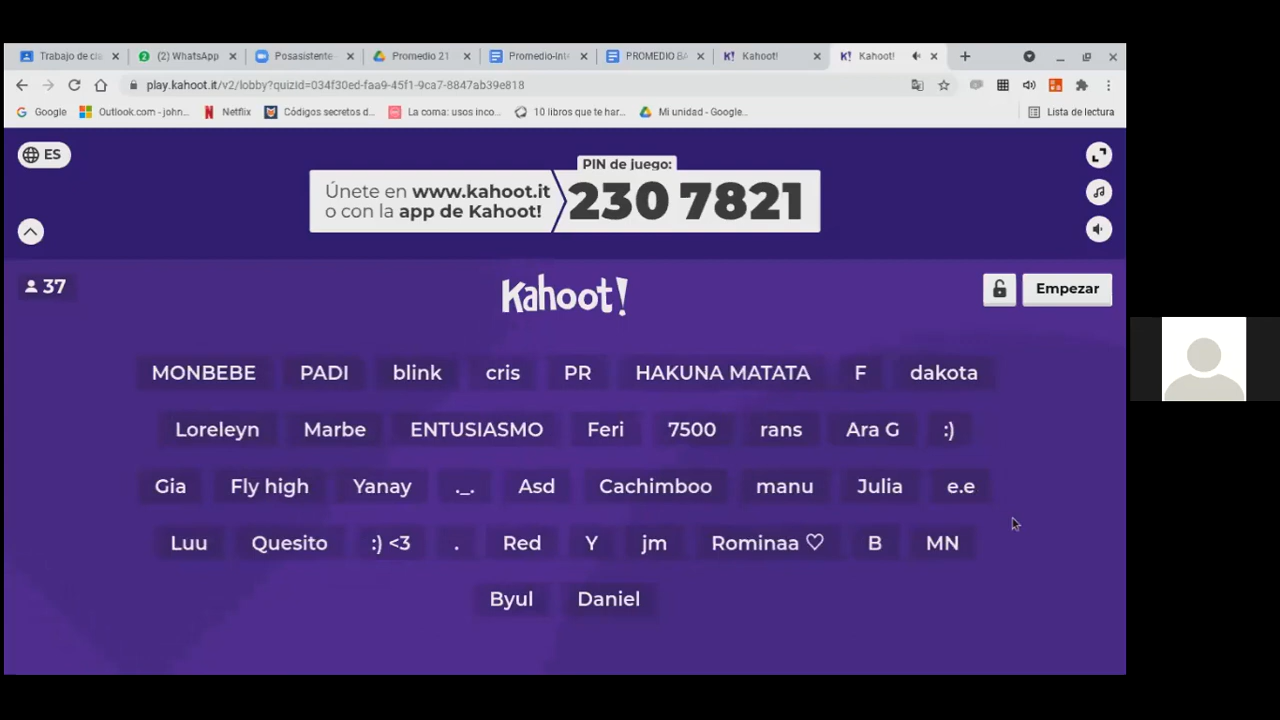 Trabajo de cla (2) WhatsApp Posasistente - Promedio 21 Promedio-Inte PROMEDIO BA Kahoot! Kahoot!
play.kahoot.it/v2/lobby?quizId=034f30ed-faa9-45f1-9ca7-8847ab39e818
Google Outlook.com - john... Netflix Códigos secretos d... La coma: usos inco... 10 libros que te har... Mi unidad - Google... Lista de lectura
ES
PIN de juego:
Únete en www.kahoot.it
o con la app de Kahoot!
230 7821
37
Kahoot!
Empezar
MONBEBE PADI blink cris PR HAKUNA MATATA F dakota
Loreleyn Marbe ENTUSIASMO Feri 7500 rans Ara G :)
Gia Fly high Yanay ._. Asd Cachimboo manu Julia e.e
Luu Quesito :) <3 . Red Y jm Rominaa ♡ B MN
Byul Daniel